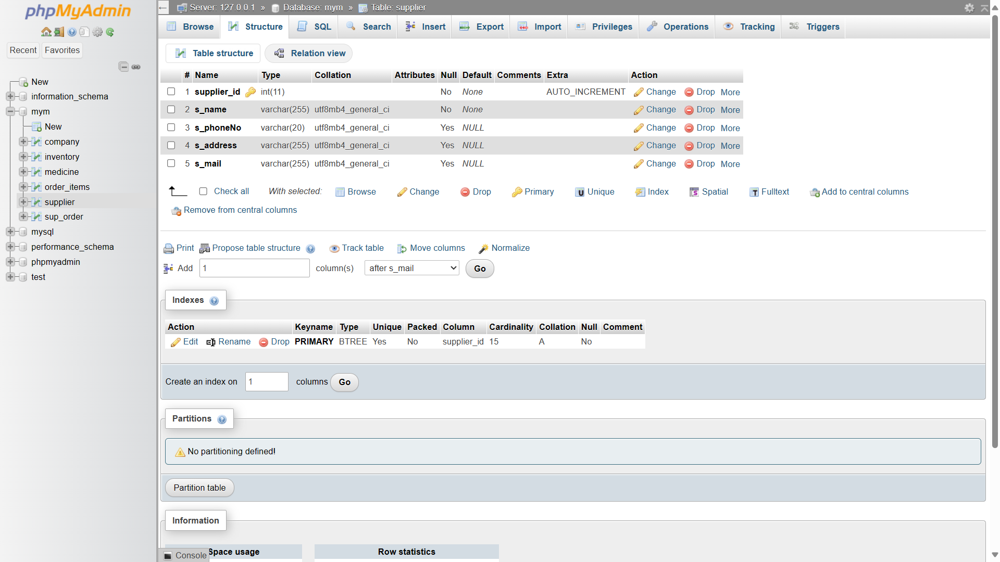 phpMyAdmin
Recent Favorites
New
information_schema
mym
New
company
inventory
medicine
order_items
supplier
sup_order
mysql
performance_schema
phpmyadmin
test
Server: 127.0.0.1 » Database: mym » Table: supplier
Browse Structure SQL Search Insert Export Import Privileges Operations Tracking Triggers
Table structure Relation view
# Name Type Collation Attributes Null Default Comments Extra Action
1 supplier_id int(11) No None AUTO_INCREMENT Change Drop More
2 s_name varchar(255) utf8mb4_general_ci No None Change Drop More
3 s_phoneNo varchar(20) utf8mb4_general_ci Yes NULL Change Drop More
4 s_address varchar(255) utf8mb4_general_ci Yes NULL Change Drop More
5 s_mail varchar(255) utf8mb4_general_ci Yes NULL Change Drop More
Check all With selected: Browse Change Drop Primary Unique Index Spatial Fulltext Add to central columns
Remove from central columns
Print Propose table structure Track table Move columns Normalize
Add 1 column(s) after s_mail Go
Indexes
Action Keyname Type Unique Packed Column Cardinality Collation Null Comment
Edit Rename Drop PRIMARY BTREE Yes No supplier_id 15 A No
Create an index on 1 columns Go
Partitions
No partitioning defined!
Partition table
Information
Space usage Row statistics
Console